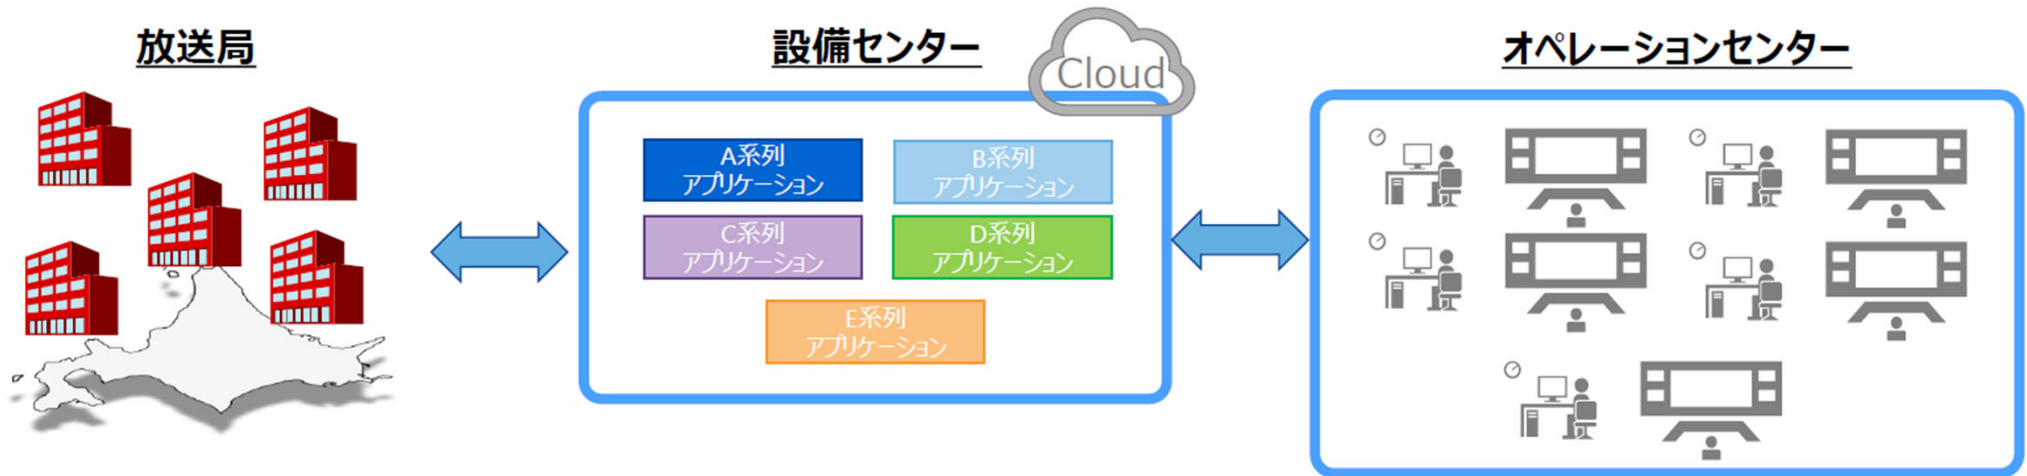 放送局
設備センター
Cloud
オペレーションセンター
A系列
アプリケーション
B系列
アプリケーション
C系列
アプリケーション
D系列
アプリケーション
E系列
アプリケーション